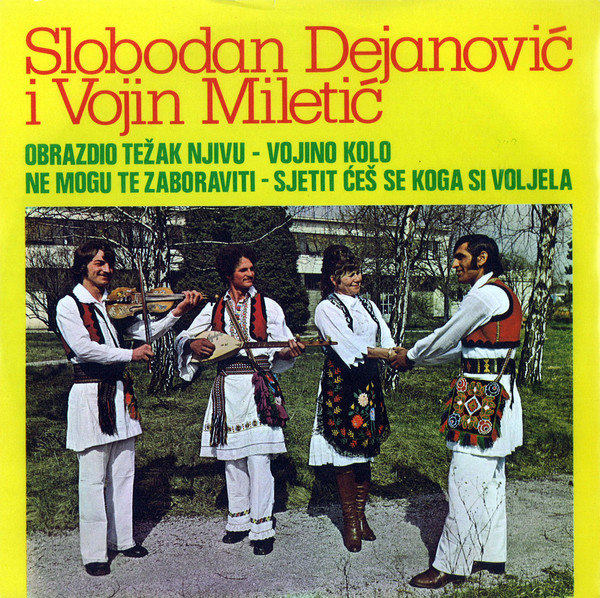 Slobodan Dejanović
i Vojin Miletić
OBRAZDIO TEŽAK NJIVU - VOJINO KOLO
NE MOGU TE ZABORAVITI - SJETIT ĆEŠ SE KOGA SI VOLJELA